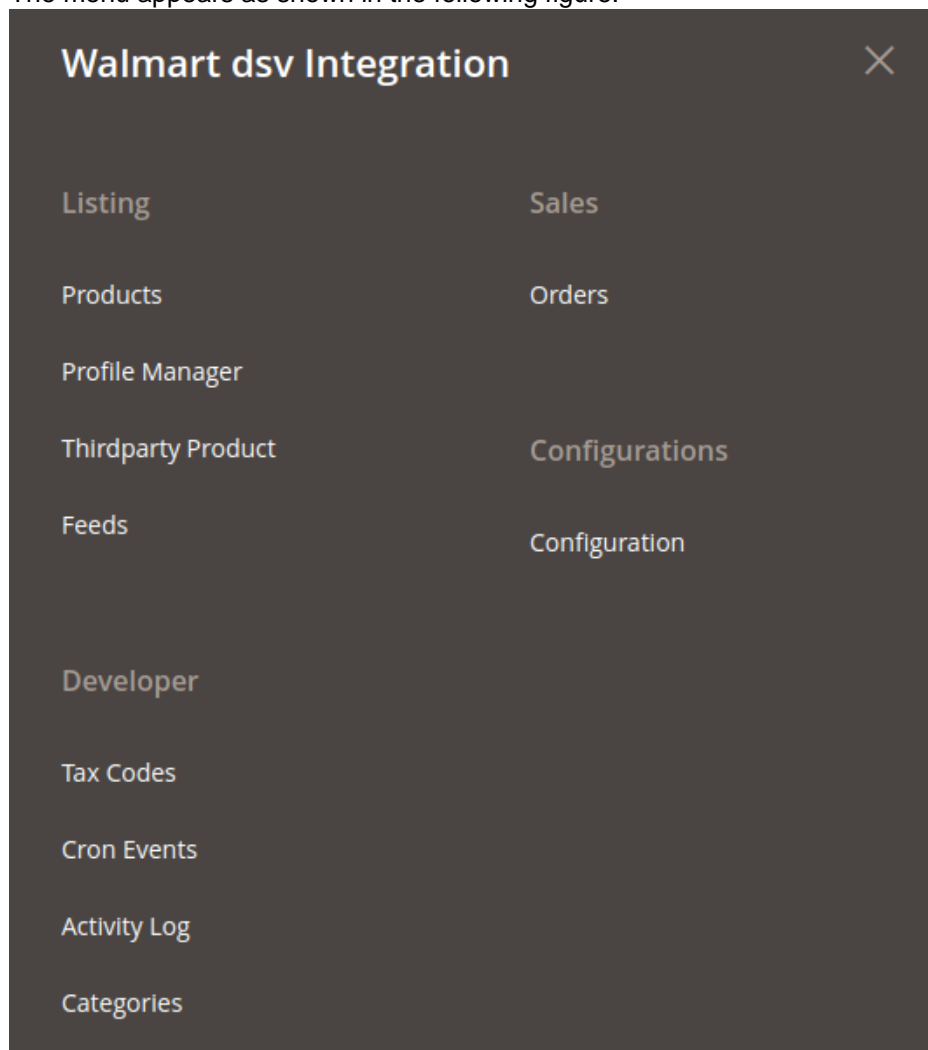 The menu appears as shown in the following figure:
Walmart dsv Integration
Listing
Products
Profile Manager
Thirdparty Product
Feeds
Developer
Tax Codes
Cron Events
Activity Log
Categories
Sales
Orders
Configurations
Configuration